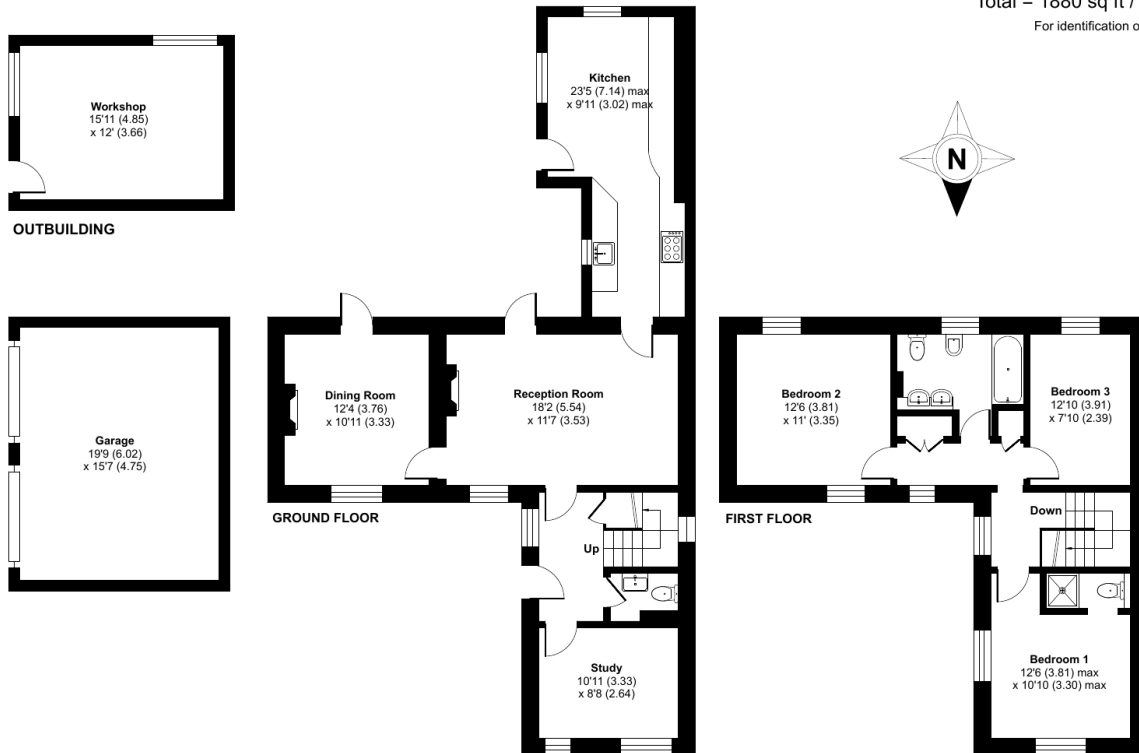 Total = 1880 sq ft /
For identification o
Kitchen
23'5 (7.14) max
x 9'11 (3.02) max
Workshop
15'11 (4.85)
x 12' (3.66)
N
OUTBUILDING
Dining Room
12'4 (3.76)
x 10'11 (3.33)
Reception Room
18'2 (5.54)
x 11'7 (3.53)
Bedroom 2
12'6 (3.81)
x 11' (3.35)
Bedroom 3
12'10 (3.91)
x 7'10 (2.39)
Garage
19'9 (6.02)
x 15'7 (4.75)
GROUND FLOOR
FIRST FLOOR
Up
Down
Study
10'11 (3.33)
x 8'8 (2.64)
Bedroom 1
12'6 (3.81) max
x 10'10 (3.30) max